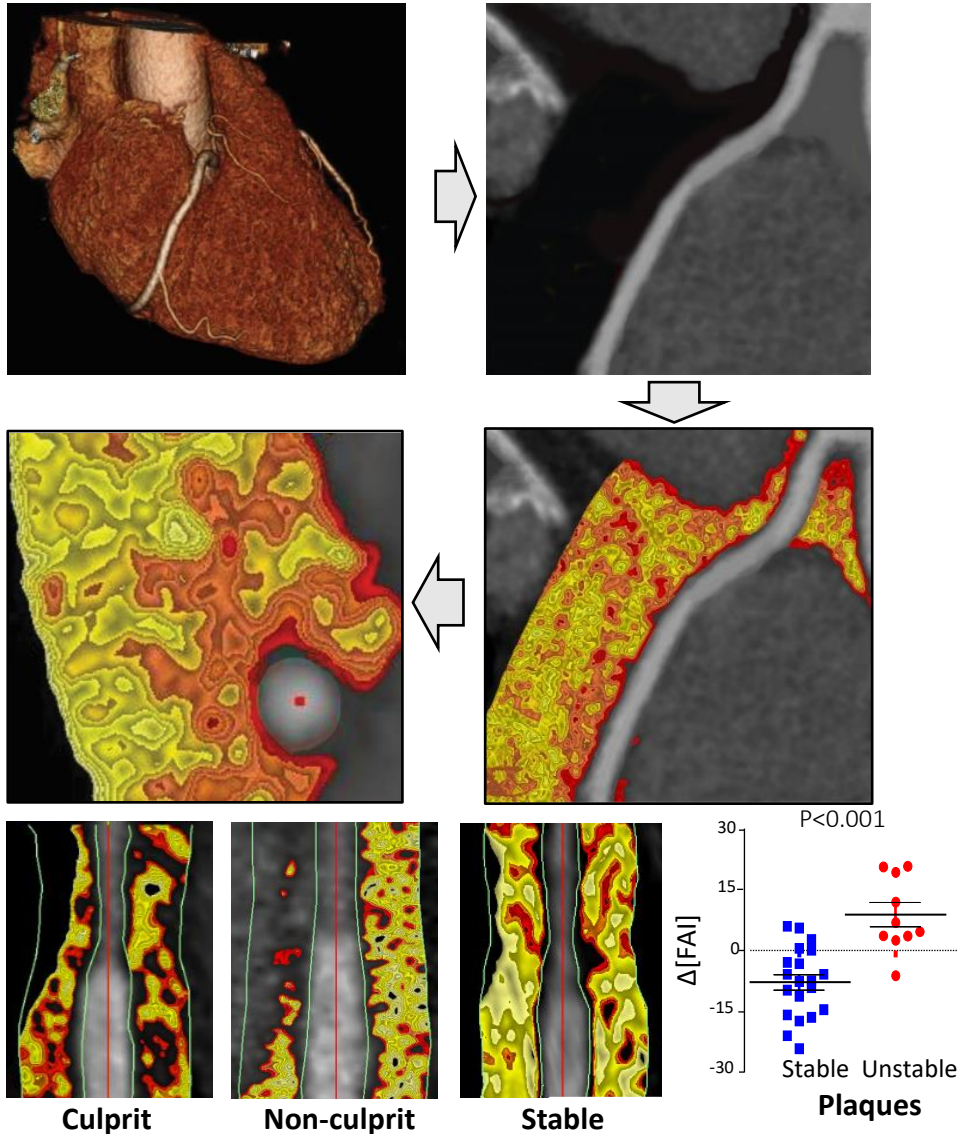 P<0.001
Δ[FAI]
15
0
-15
-30
30
Stable Unstable
Culprit Non-culprit Stable Plaques